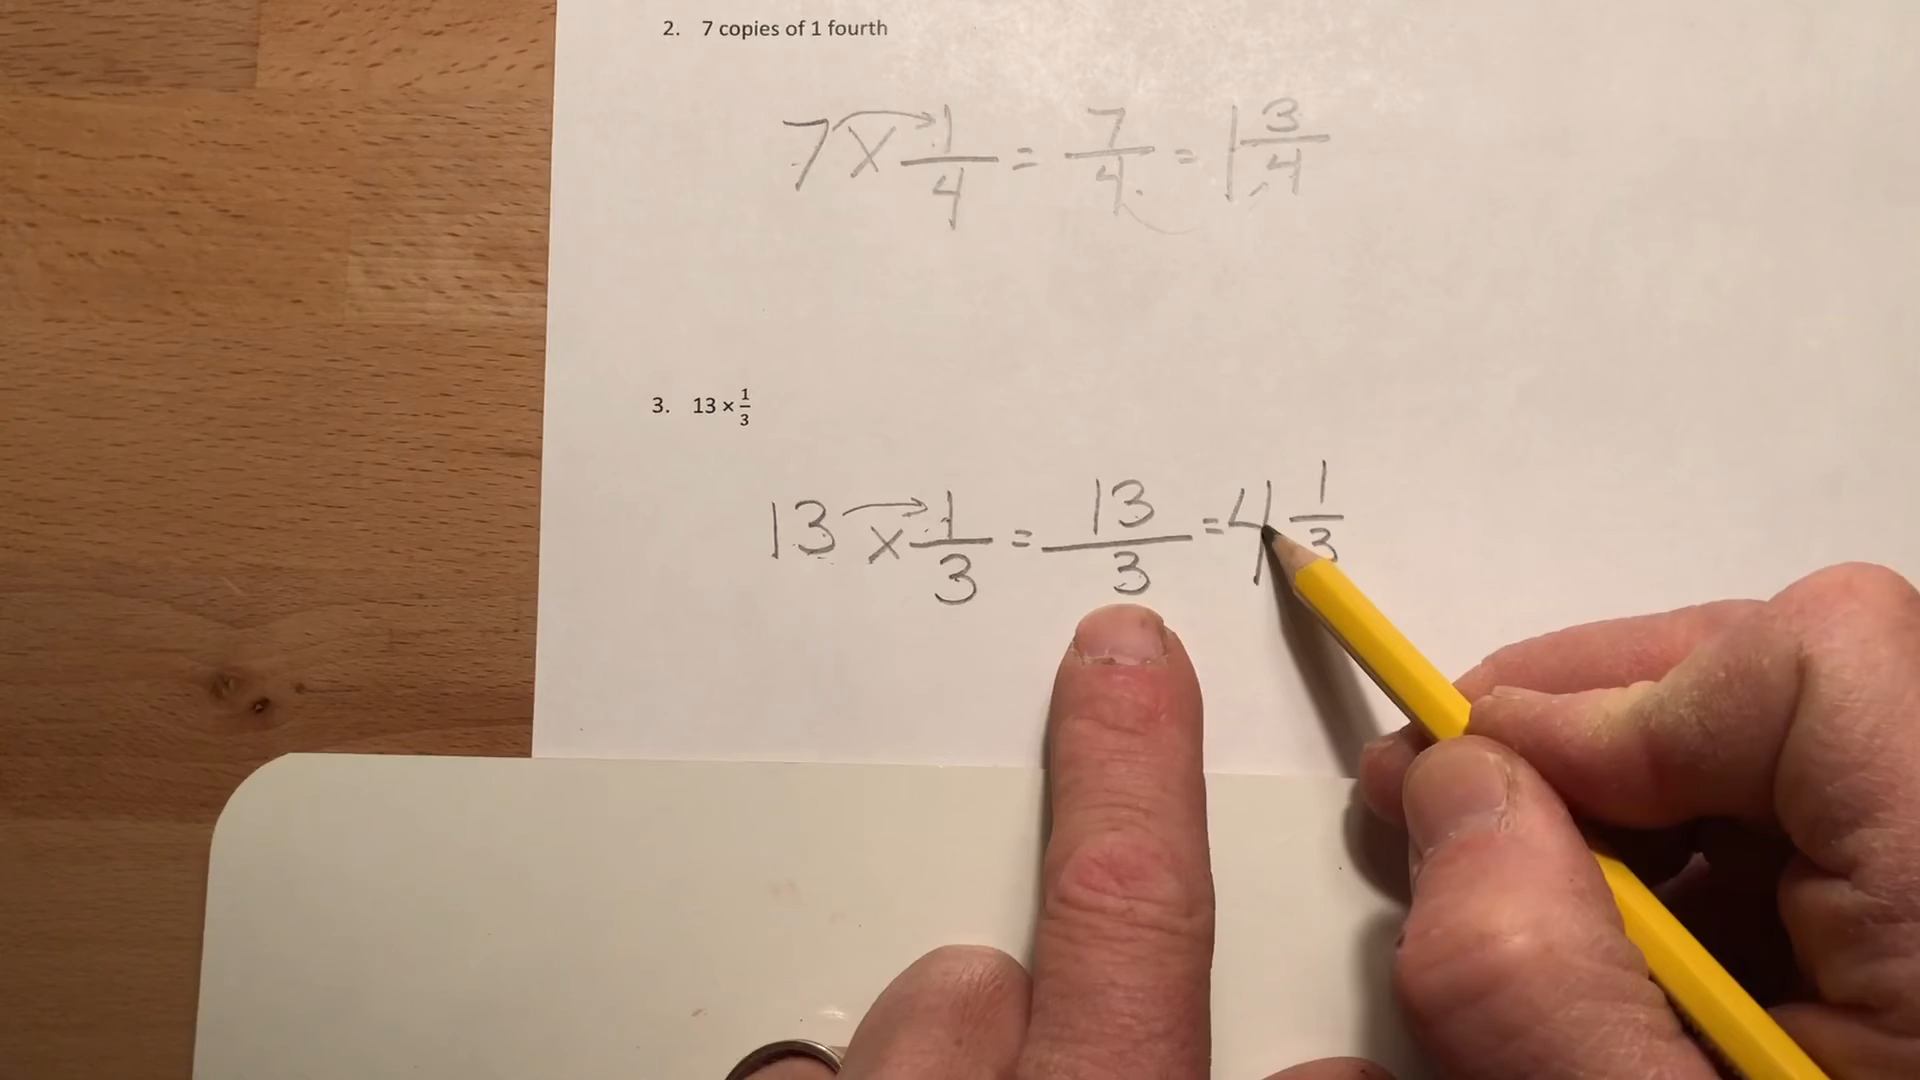 2. 7 copies of 1 fourth
7 × 1/4 = 7/4 = 1 3/4
3. 13 × 1/3
13 × 1/3 = 13/3 = 4 1/3